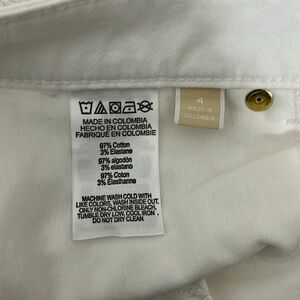 MADE IN COLOMBIA
HECHO EN COLOMBIA
FABRIQUÉ EN COLOMBIE
97% Cotton
3% Elastane
97% algodón
3% elastano
97% Coton
3% Élasthanne
MACHINE WASH COLD WITH
LIKE COLORS, WASH INSIDE OUT,
ONLY NON-CHLORINE BLEACH,
TUMBLE DRY LOW, COOL IRON,
DO NOT DRY CLEAN
4
MADE IN
COLOMBIA